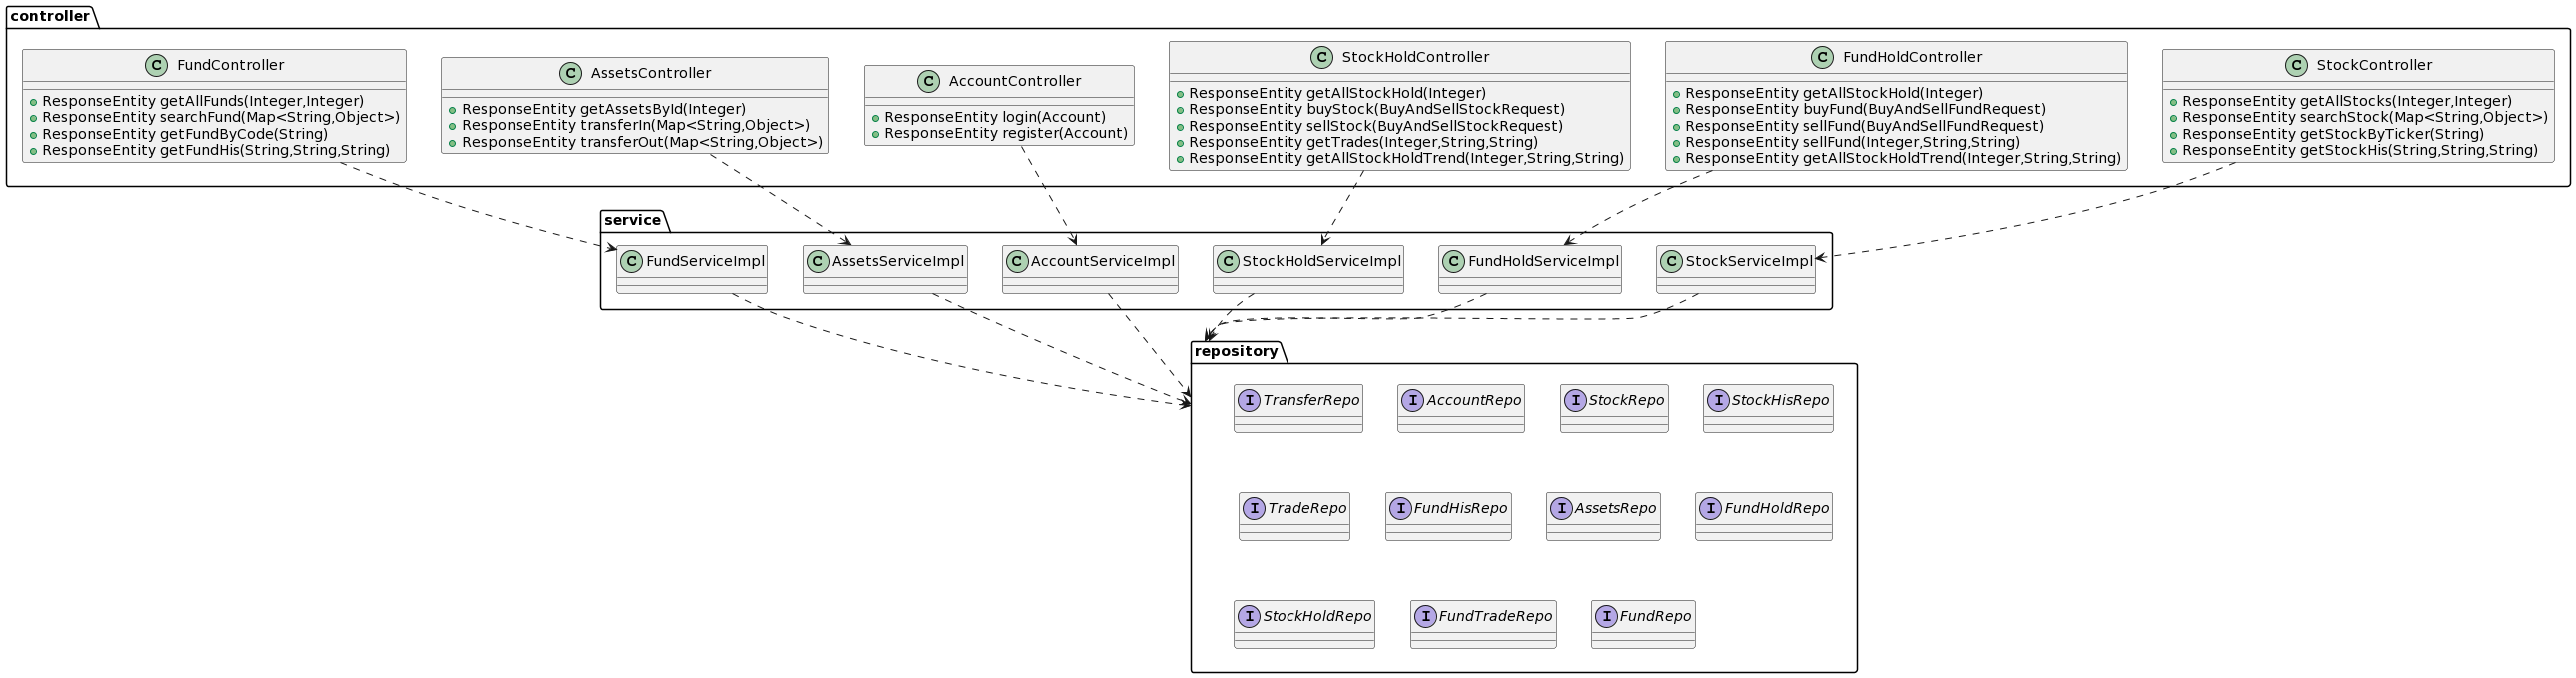 controller
FundController
ResponseEntity getAllFunds(Integer,Integer)
ResponseEntity searchFund(Map<String,Object>)
ResponseEntity getFundByCode(String)
ResponseEntity getFundHis(String,String,String)
AssetsController
ResponseEntity getAssetsById(Integer)
ResponseEntity transferIn(Map<String,Object>)
ResponseEntity transferOut(Map<String,Object>)
AccountController
ResponseEntity login(Account)
ResponseEntity register(Account)
StockHoldController
ResponseEntity getAllStockHold(Integer)
ResponseEntity buyStock(BuyAndSellStockRequest)
ResponseEntity sellStock(BuyAndSellStockRequest)
ResponseEntity getTrades(Integer,String,String)
ResponseEntity getAllStockHoldTrend(Integer,String,String)
FundHoldController
ResponseEntity getAllStockHold(Integer)
ResponseEntity buyFund(BuyAndSellFundRequest)
ResponseEntity sellFund(BuyAndSellFundRequest)
ResponseEntity sellFund(Integer,String,String)
ResponseEntity getAllStockHoldTrend(Integer,String,String)
StockController
ResponseEntity getAllStocks(Integer,Integer)
ResponseEntity searchStock(Map<String,Object>)
ResponseEntity getStockByTicker(String)
ResponseEntity getStockHis(String,String,String)
service
C FundServiceImpl
C AssetsServiceImpl
C AccountServiceImpl
C StockHoldServiceImpl
C FundHoldServiceImpl
C StockServiceImpl
repository
I TransferRepo
I AccountRepo
I StockRepo
I StockHisRepo
I TradeRepo
I FundHisRepo
I AssetsRepo
I FundHoldRepo
I StockHoldRepo
I FundTradeRepo
I FundRepo